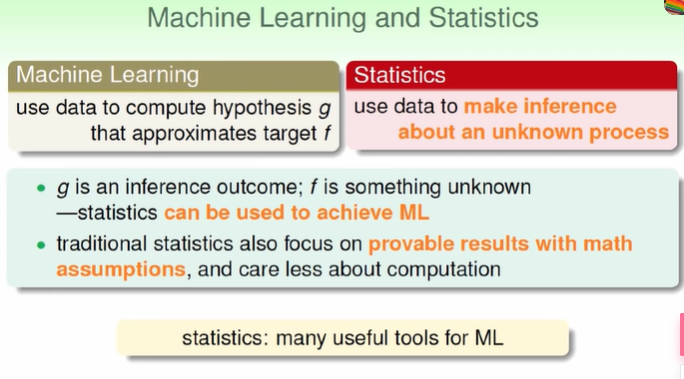 Machine Learning and Statistics
Machine Learning
use data to compute hypothesis g
that approximates target f
Statistics
use data to make inference
about an unknown process
• g is an inference outcome; f is something unknown
—statistics can be used to achieve ML
• traditional statistics also focus on provable results with math
assumptions, and care less about computation
statistics: many useful tools for ML